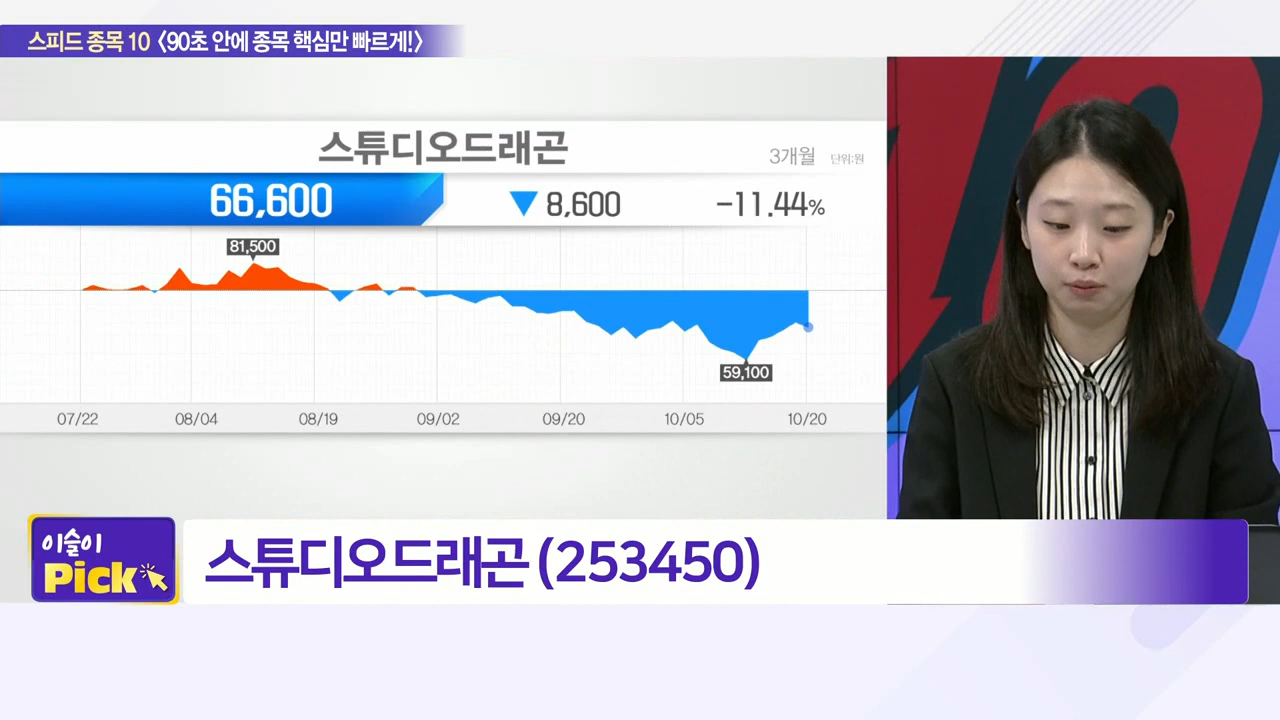 스피드 종목 10 〈90초 안에 종목 핵심만 빠르게!〉
스튜디오드래곤
3개월 단위:원
66,600 ▼ 8,600 -11.44%
81,500
59,100
07/22 08/04 08/19 09/02 09/20 10/05 10/20
이슬이
Pick
스튜디오드래곤 (253450)